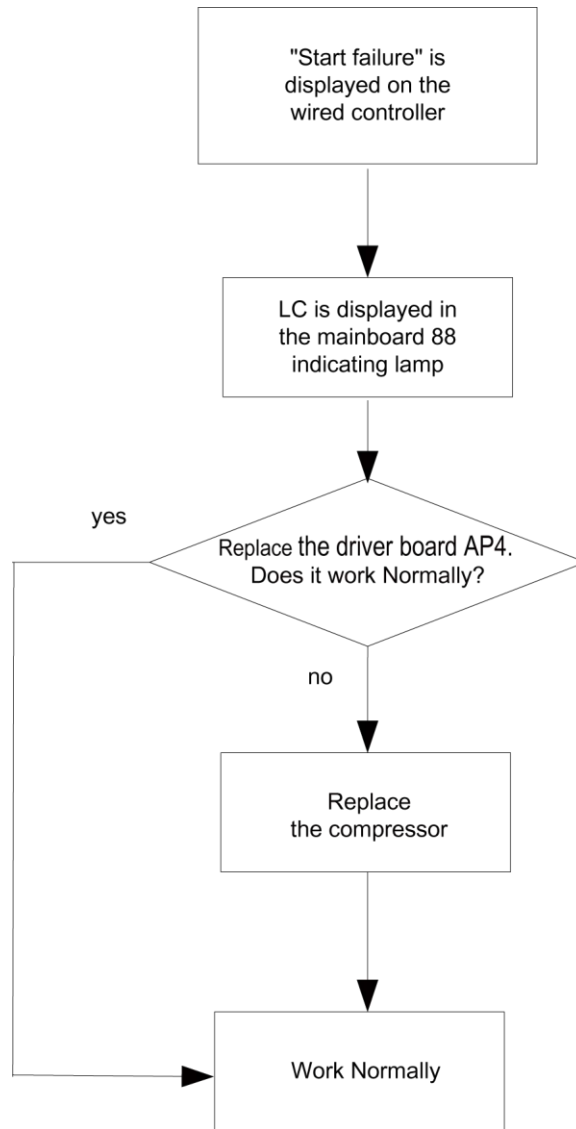 "Start failure" is
displayed on the
wired controller
LC is displayed in
the mainboard 88
indicating lamp
yes
Replace the driver board AP4.
Does it work Normally?
no
Replace
the compressor
Work Normally